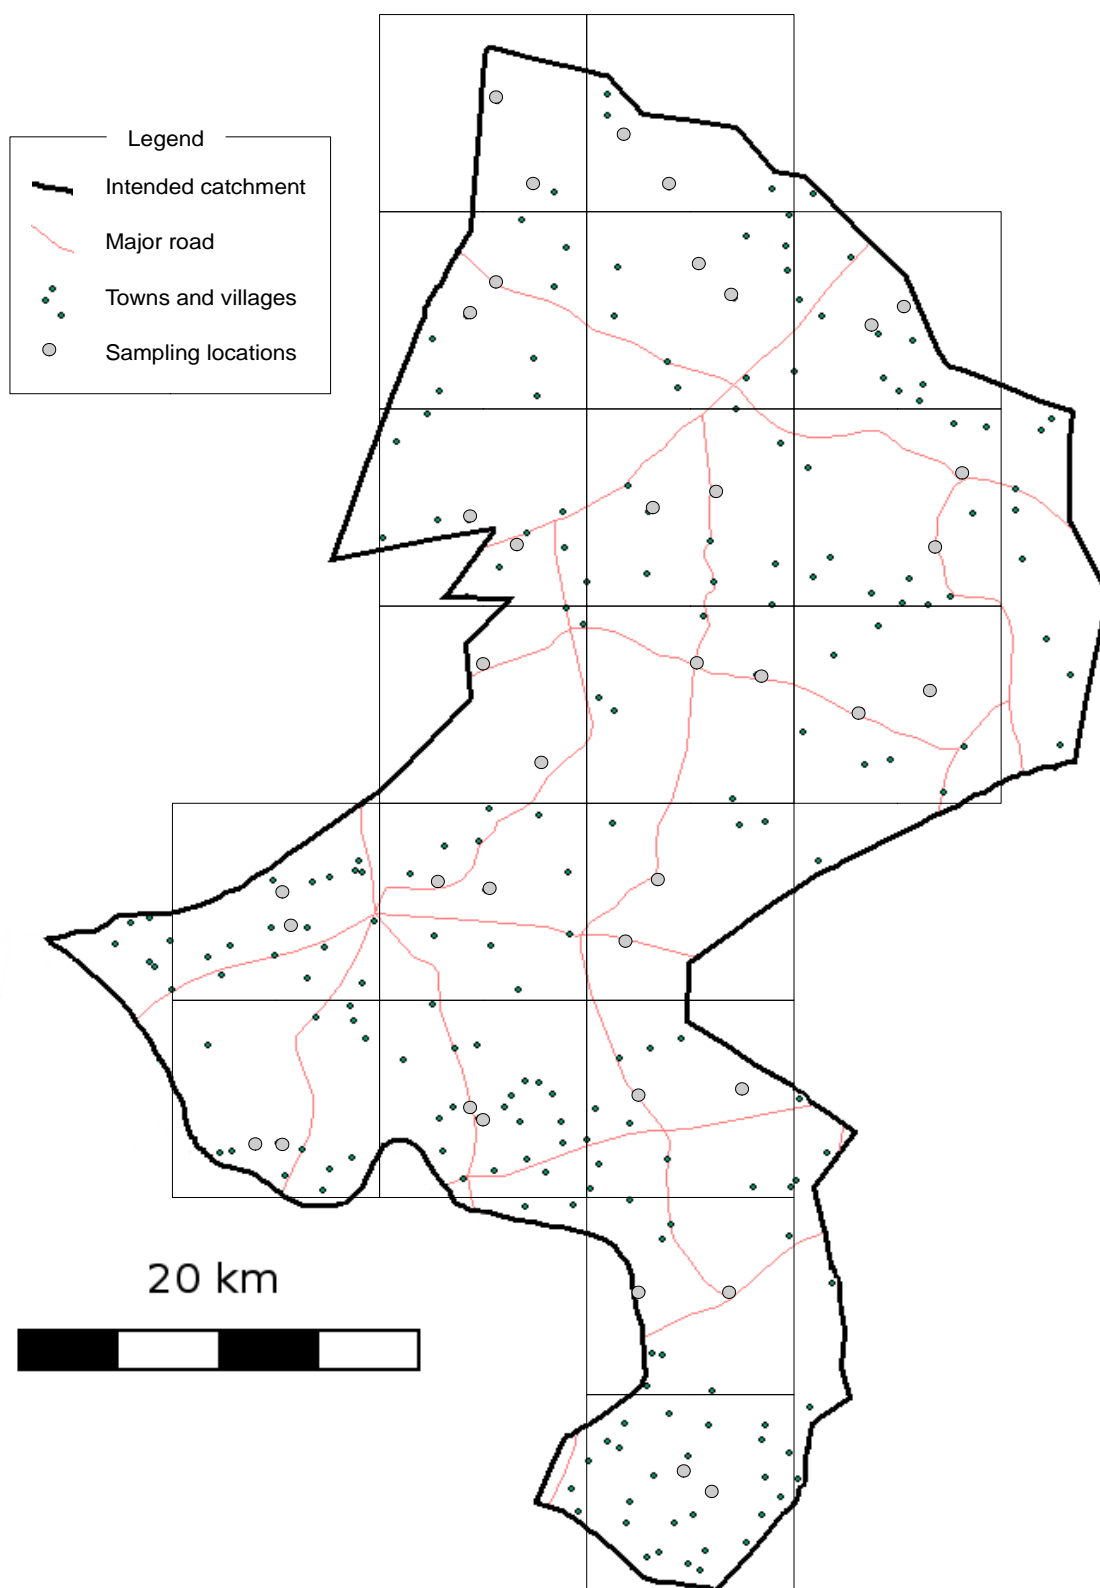 Legend
Intended catchment
Major road
Towns and villages
Sampling locations
20 km